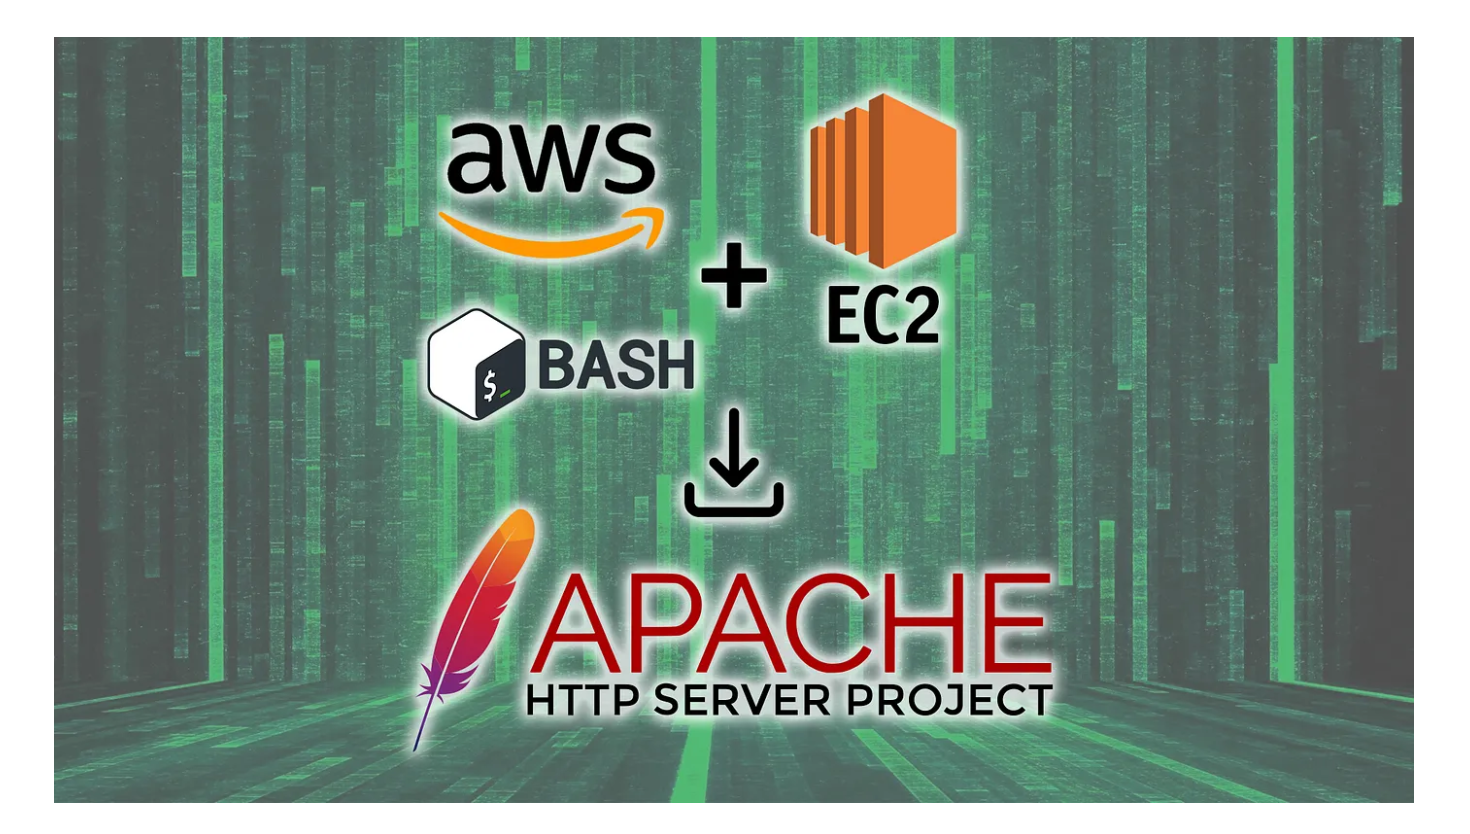 aws
EC2
$_ BASH
APACHE
HTTP SERVER PROJECT